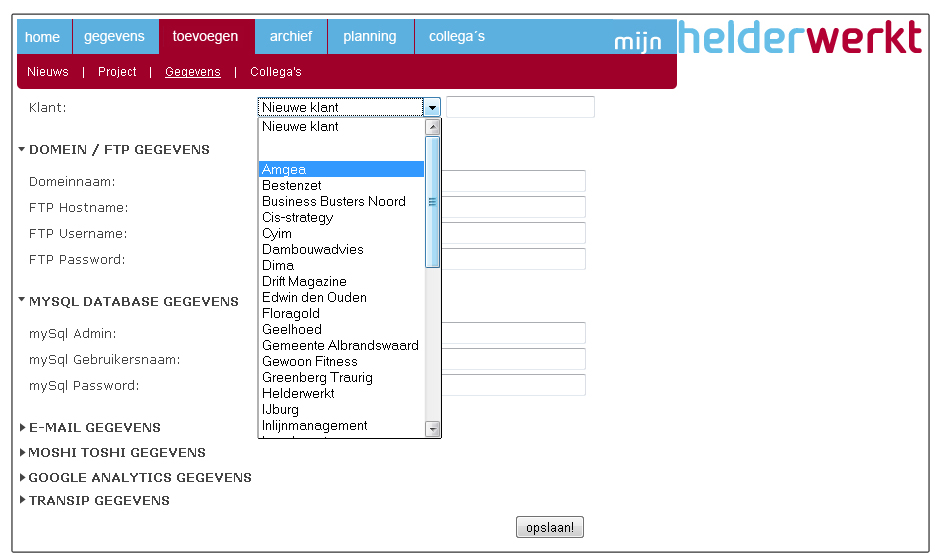 home gegevens toevoegen archief planning collega´s mijn helderwerkt
Nieuws | Project | Gegevens | Collega's
Klant: Nieuwe klant
Nieuwe klant
DOMEIN / FTP GEGEVENS
Amgea
Domeinnaam:
Bestenzet
Business Busters Noord
FTP Hostname:
Cis-strategy
FTP Username:
Cyim
Dambouwadvies
FTP Password:
Dima
Drift Magazine
MYSQL DATABASE GEGEVENS
Edwin den Ouden
Floragold
mySql Admin:
Geelhoed
Gemeente Albrandswaard
mySql Gebruikersnaam:
Gewoon Fitness
Greenberg Traurig
mySql Password:
Helderwerkt
IJburg
E-MAIL GEGEVENS
Inlijnmanagement
MOSHI TOSHI GEGEVENS
GOOGLE ANALYTICS GEGEVENS
TRANSIP GEGEVENS
opslaan!